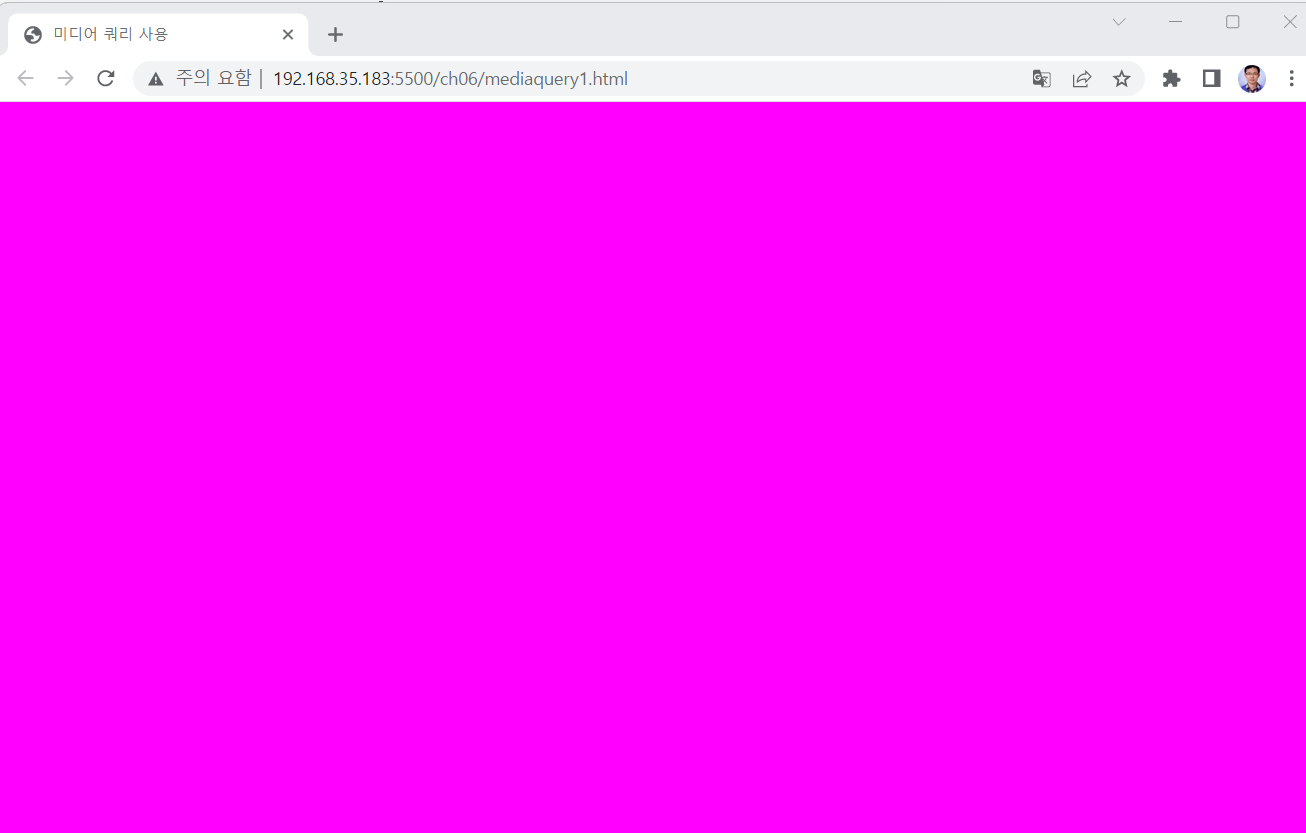 미디어 쿼리 사용
주의 요함 | 192.168.35.183:5500/ch06/mediaquery1.html